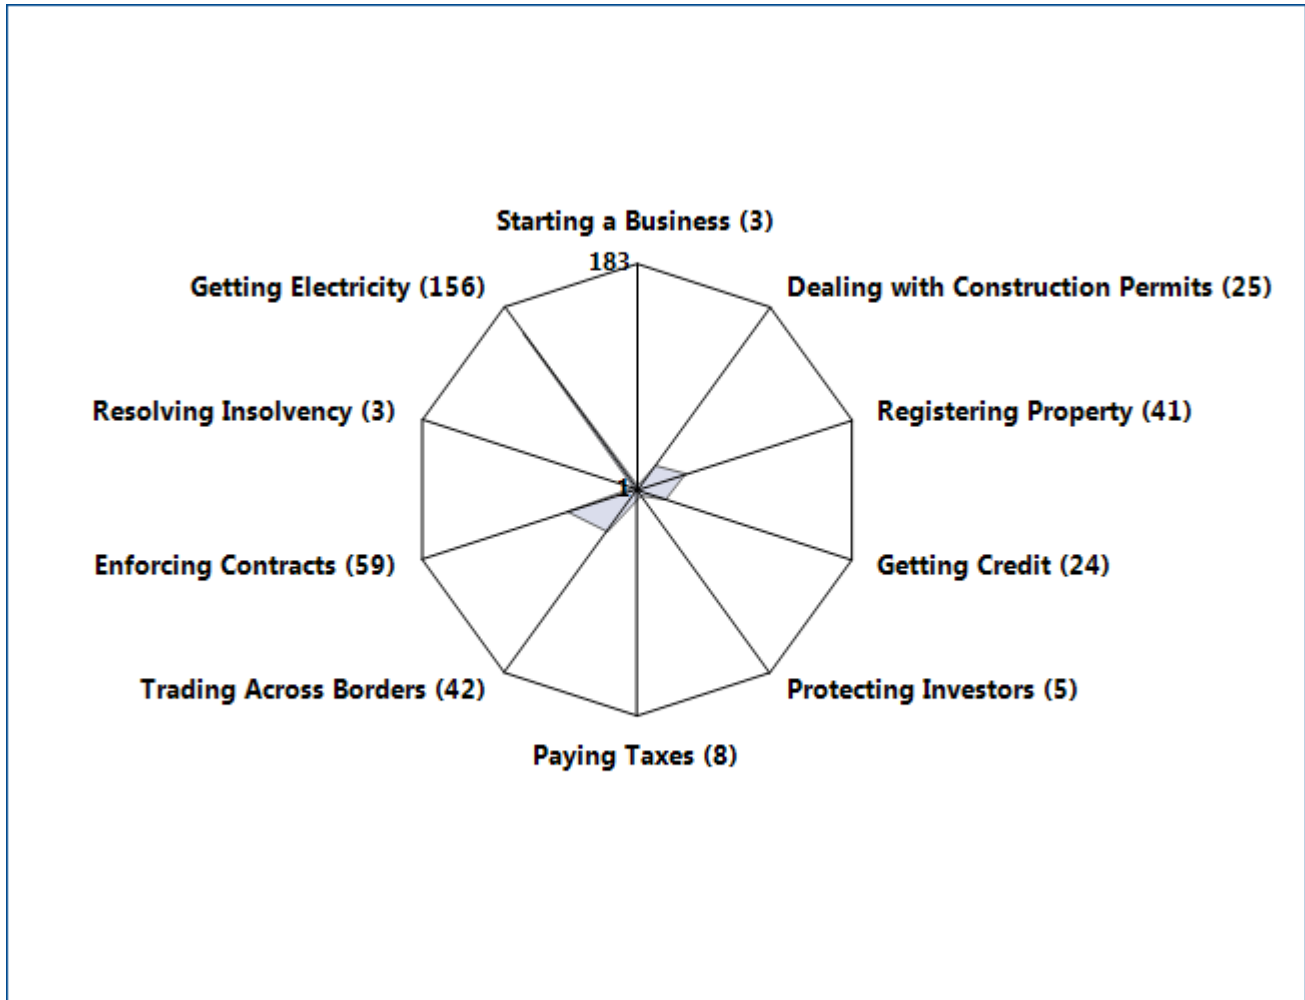 Starting a Business (3)
183
Getting Electricity (156)
Dealing with Construction Permits (25)
Resolving Insolvency (3)
Registering Property (41)
1
Enforcing Contracts (59)
Getting Credit (24)
Trading Across Borders (42)
Protecting Investors (5)
Paying Taxes (8)